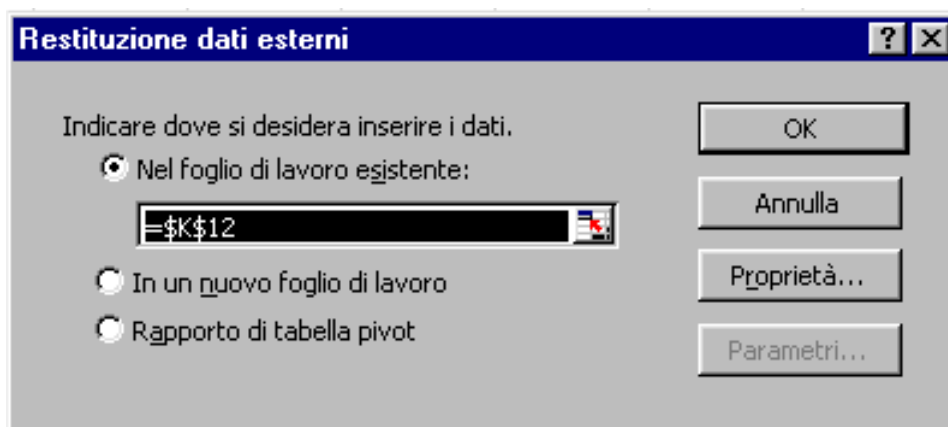 Restituzione dati esterni
Indicare dove si desidera inserire i dati.
Nel foglio di lavoro esistente:
=$K$12
In un nuovo foglio di lavoro
Rapporto di tabella pivot
OK
Annulla
Proprietà...
Parametri...